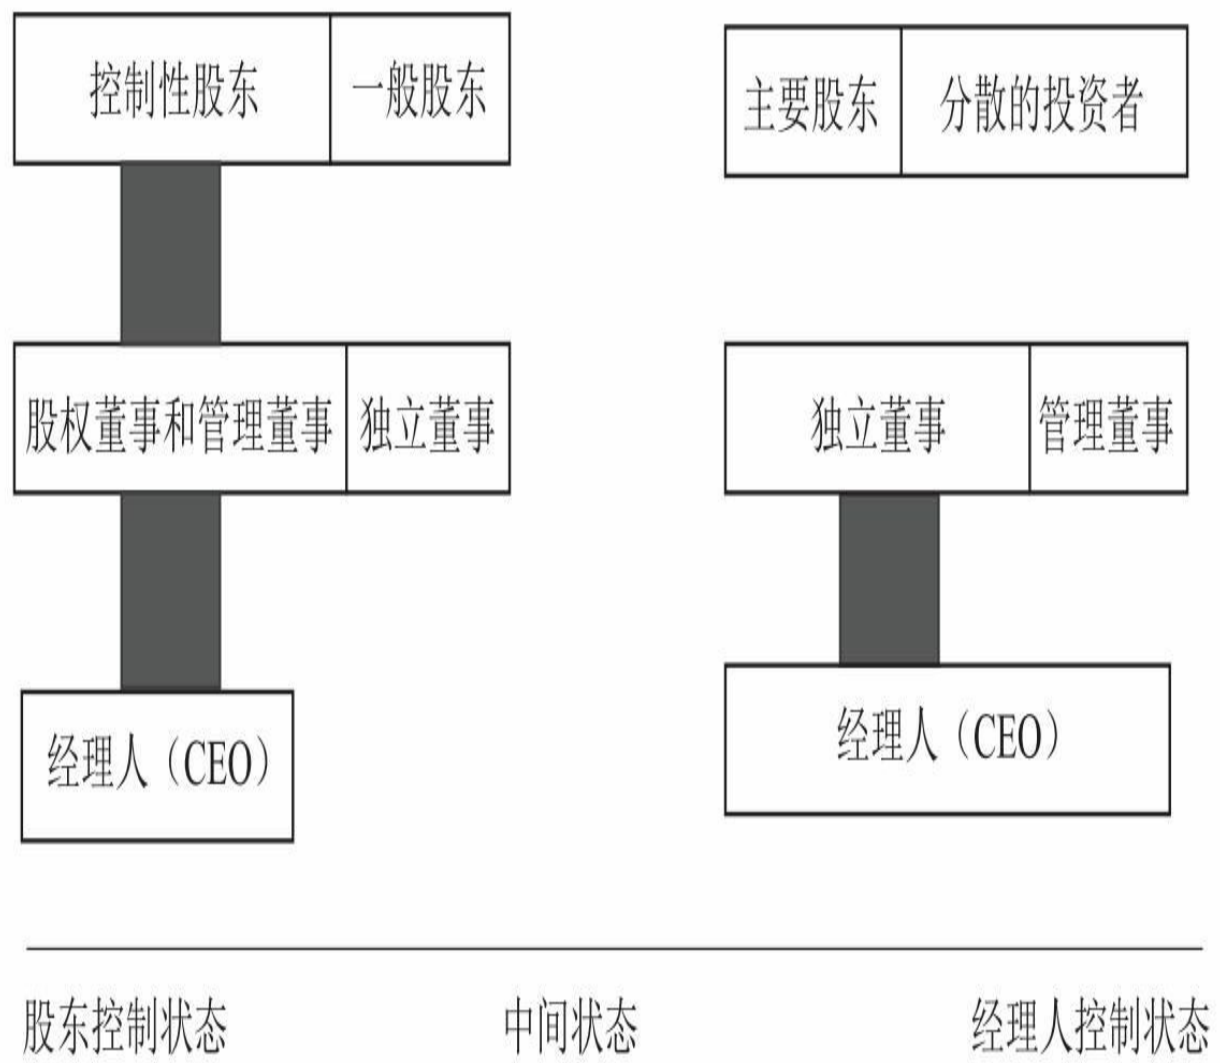 控制性股东 一般股东 主要股东 分散的投资者
股权董事和管理董事 独立董事 独立董事 管理董事
经理人（CEO） 经理人（CEO）
股东控制状态 中间状态 经理人控制状态